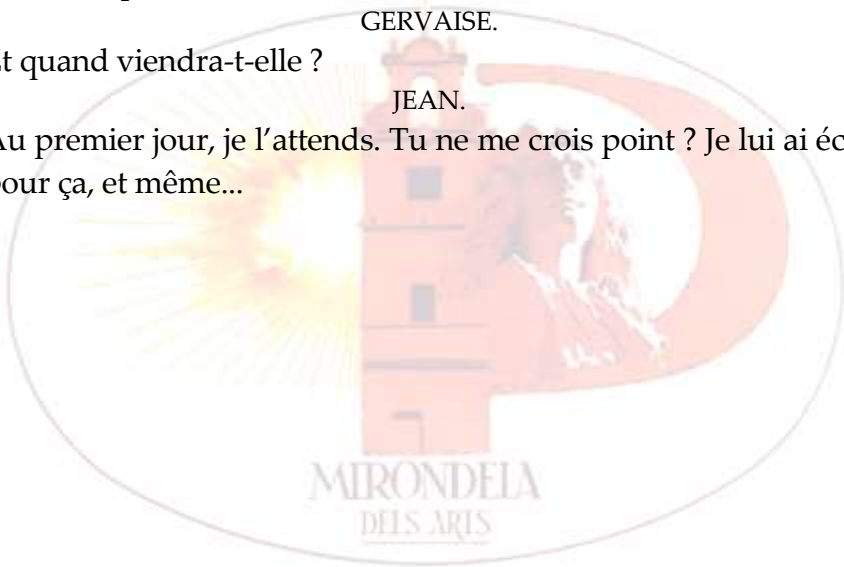 GERVAISE.
Et quand viendra-t-elle ?
JEAN.
Au premier jour, je l'attends. Tu ne me crois point ? Je lui ai éc
pour ça, et même...
MIRONDELA
DELS ARTS